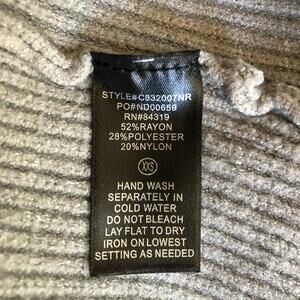 STYLE#C832007NR
PO#ND00659
RN#84319
52%RAYON
28%POLYESTER
20%NYLON
XXS
HAND WASH
SEPARATELY IN
COLD WATER
DO NOT BLEACH
LAY FLAT TO DRY
IRON ON LOWEST
SETTING AS NEEDED